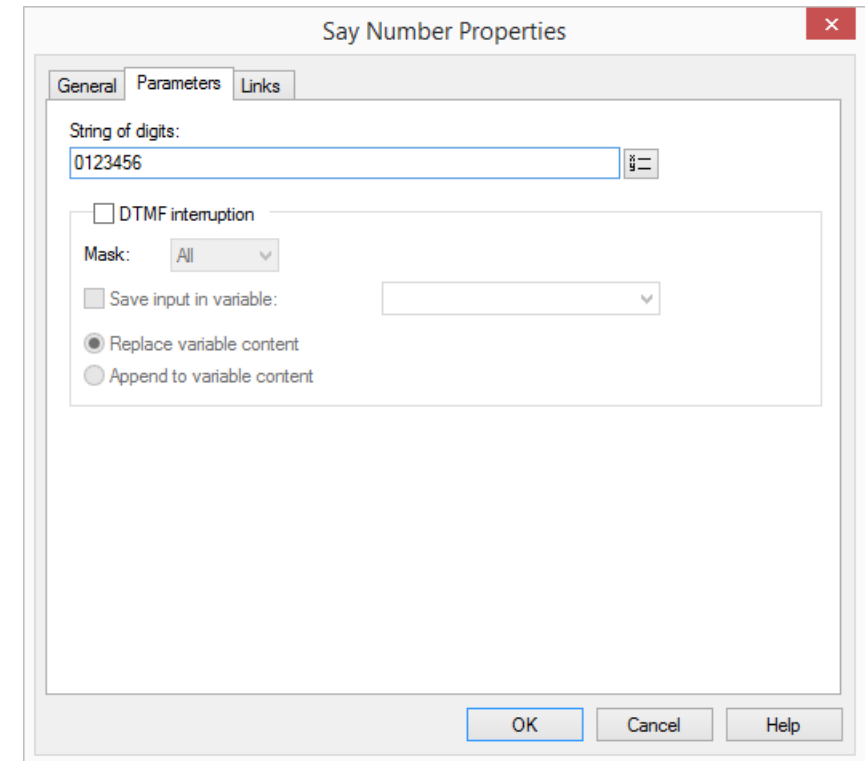 Say Number Properties
General Parameters Links
String of digits:
0123456
DTMF interruption
Mask: All
Save input in variable:
Replace variable content
Append to variable content
OK Cancel Help